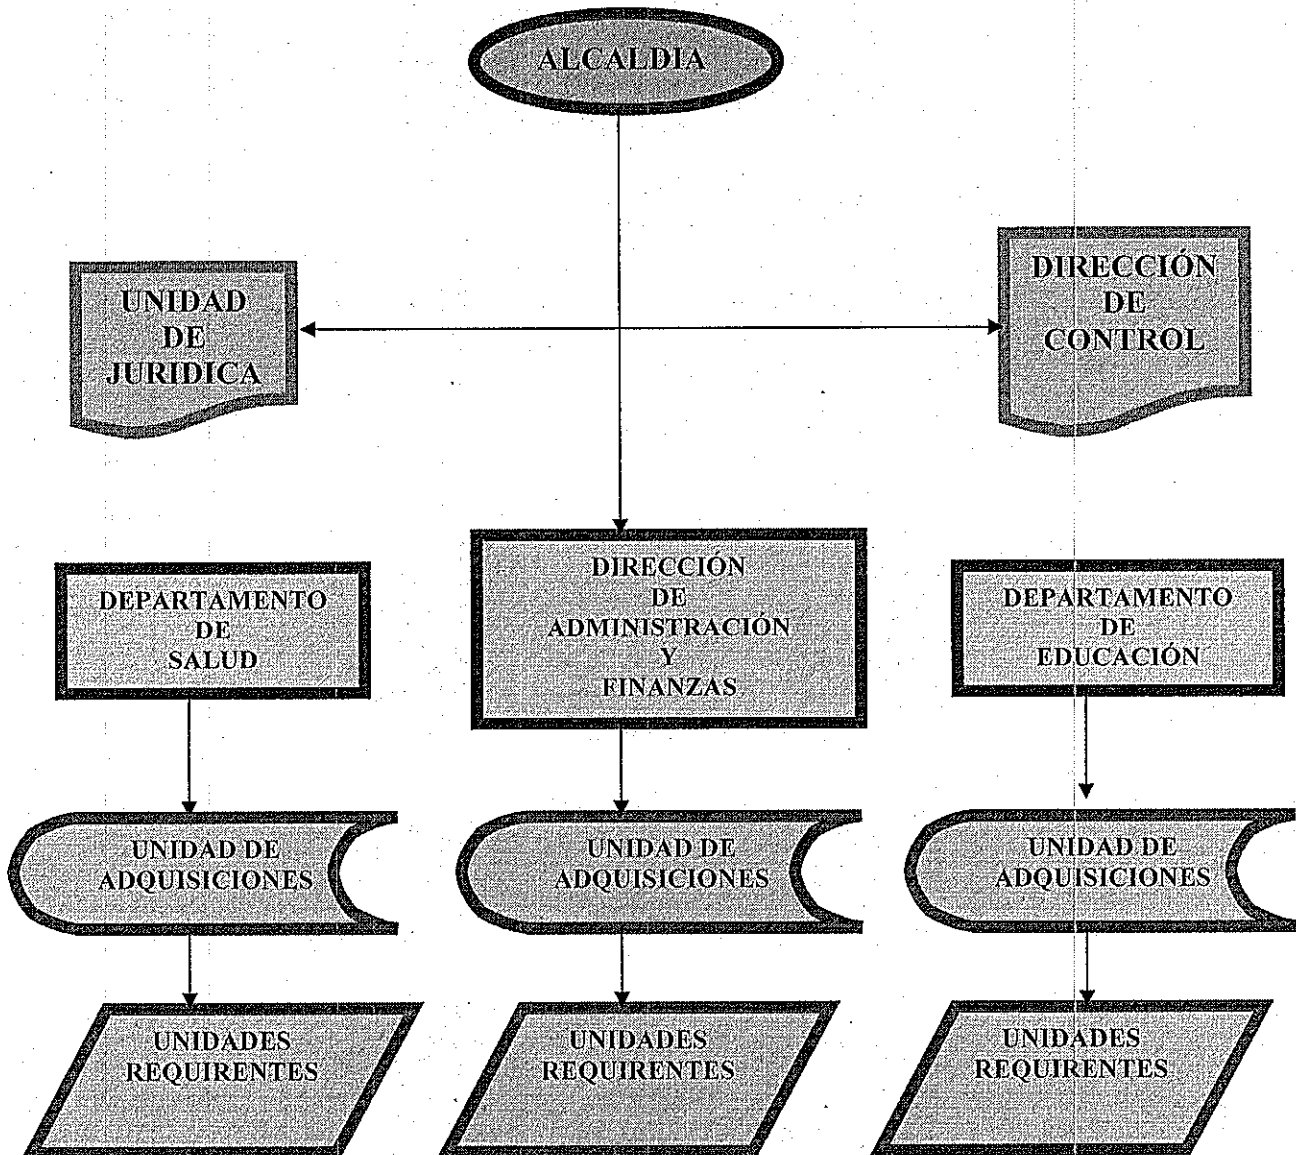 ALCALDIA
UNIDAD
DE
JURIDICA
DIRECCIÓN
DE
CONTROL
DEPARTAMENTO
DE
SALUD
DIRECCIÓN
DE
ADMINISTRACIÓN
Y
FINANZAS
DEPARTAMENTO
DE
EDUCACIÓN
UNIDAD DE
ADQUISICIONES
UNIDAD DE
ADQUISICIONES
UNIDAD DE
ADQUISICIONES
UNIDADES
REQUIRENTES
UNIDADES
REQUIRENTES
UNIDADES
REQUIRENTES